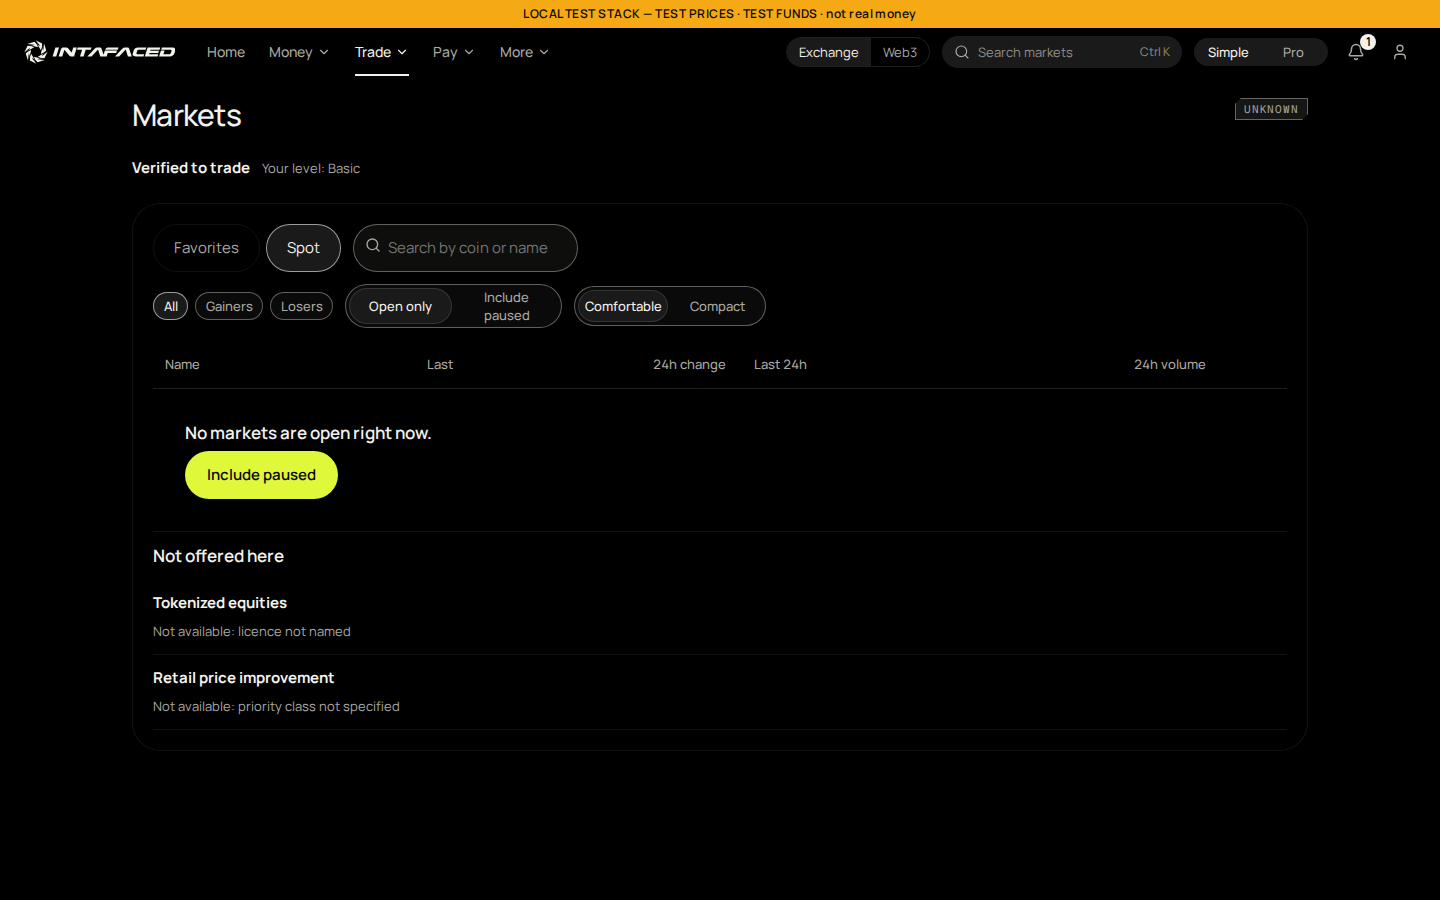 LOCAL TEST STACK — TEST PRICES · TEST FUNDS · not real money
INTAFACED
Home
Money
Trade
Pay
More
Exchange
Web3
Search markets
Ctrl K
Simple
Pro
1
Markets
UNKNOWN
Verified to trade
Your level: Basic
Favorites
Spot
Search by coin or name
All
Gainers
Losers
Open only
Include
paused
Comfortable
Compact
Name
Last
24h change
Last 24h
24h volume
No markets are open right now.
Include paused
Not offered here
Tokenized equities
Not available: licence not named
Retail price improvement
Not available: priority class not specified